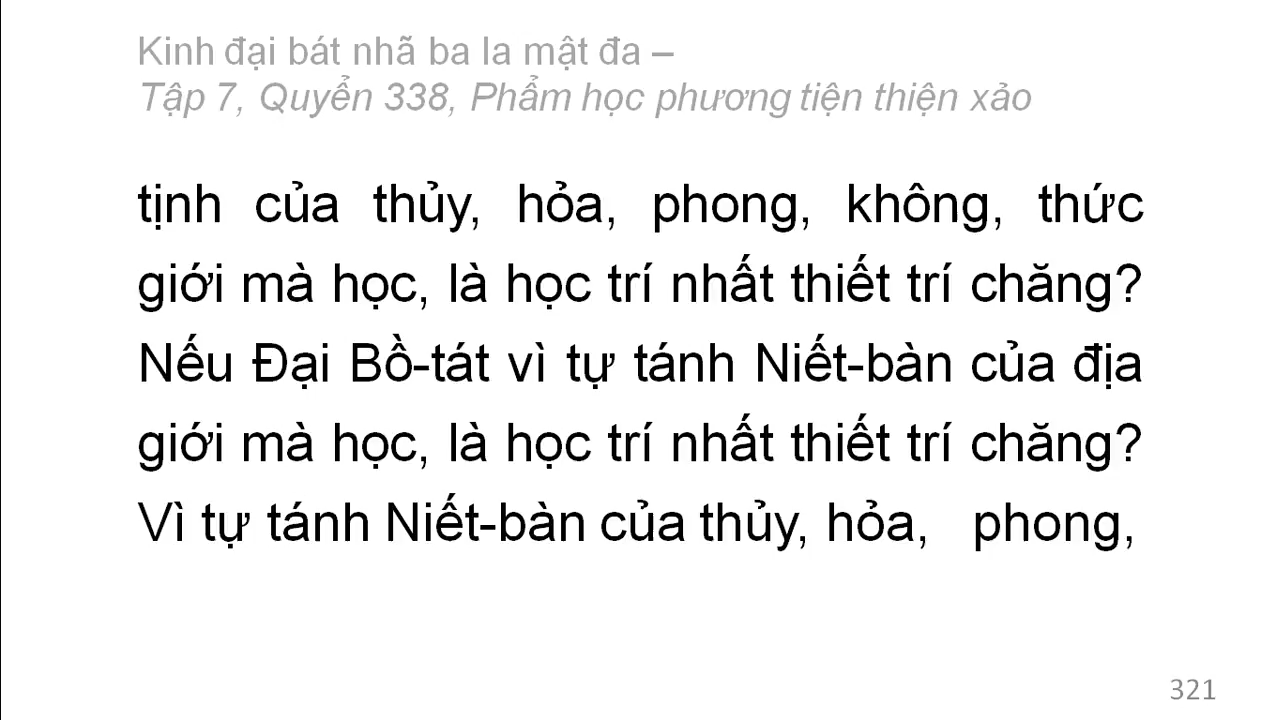 Kinh đại bát nhã ba la mật đa –
Tập 7, Quyển 338, Phẩm học phương tiện thiện xảo
tịnh của thủy, hỏa, phong, không, thức
giới mà học, là học trí nhất thiết trí chăng?
Nếu Đại Bồ-tát vì tự tánh Niết-bàn của địa
giới mà học, là học trí nhất thiết trí chăng?
Vì tự tánh Niết-bàn của thủy, hỏa, phong,
321